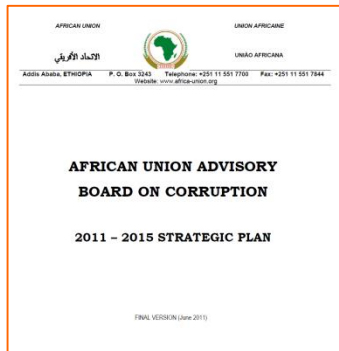 AFRICAN UNION
UNION AFRICAINE
الاتحاد الأفريقي
UNIÃO AFRICANA
Addis Ababa, ETHIOPIA P. O. Box 3243 Telephone: +251 11 551 7700 Fax: +251 11 551 7844
Website: www.africa-union.org
AFRICAN UNION ADVISORY
BOARD ON CORRUPTION
2011 – 2015 STRATEGIC PLAN
FINAL VERSION (June 2011)